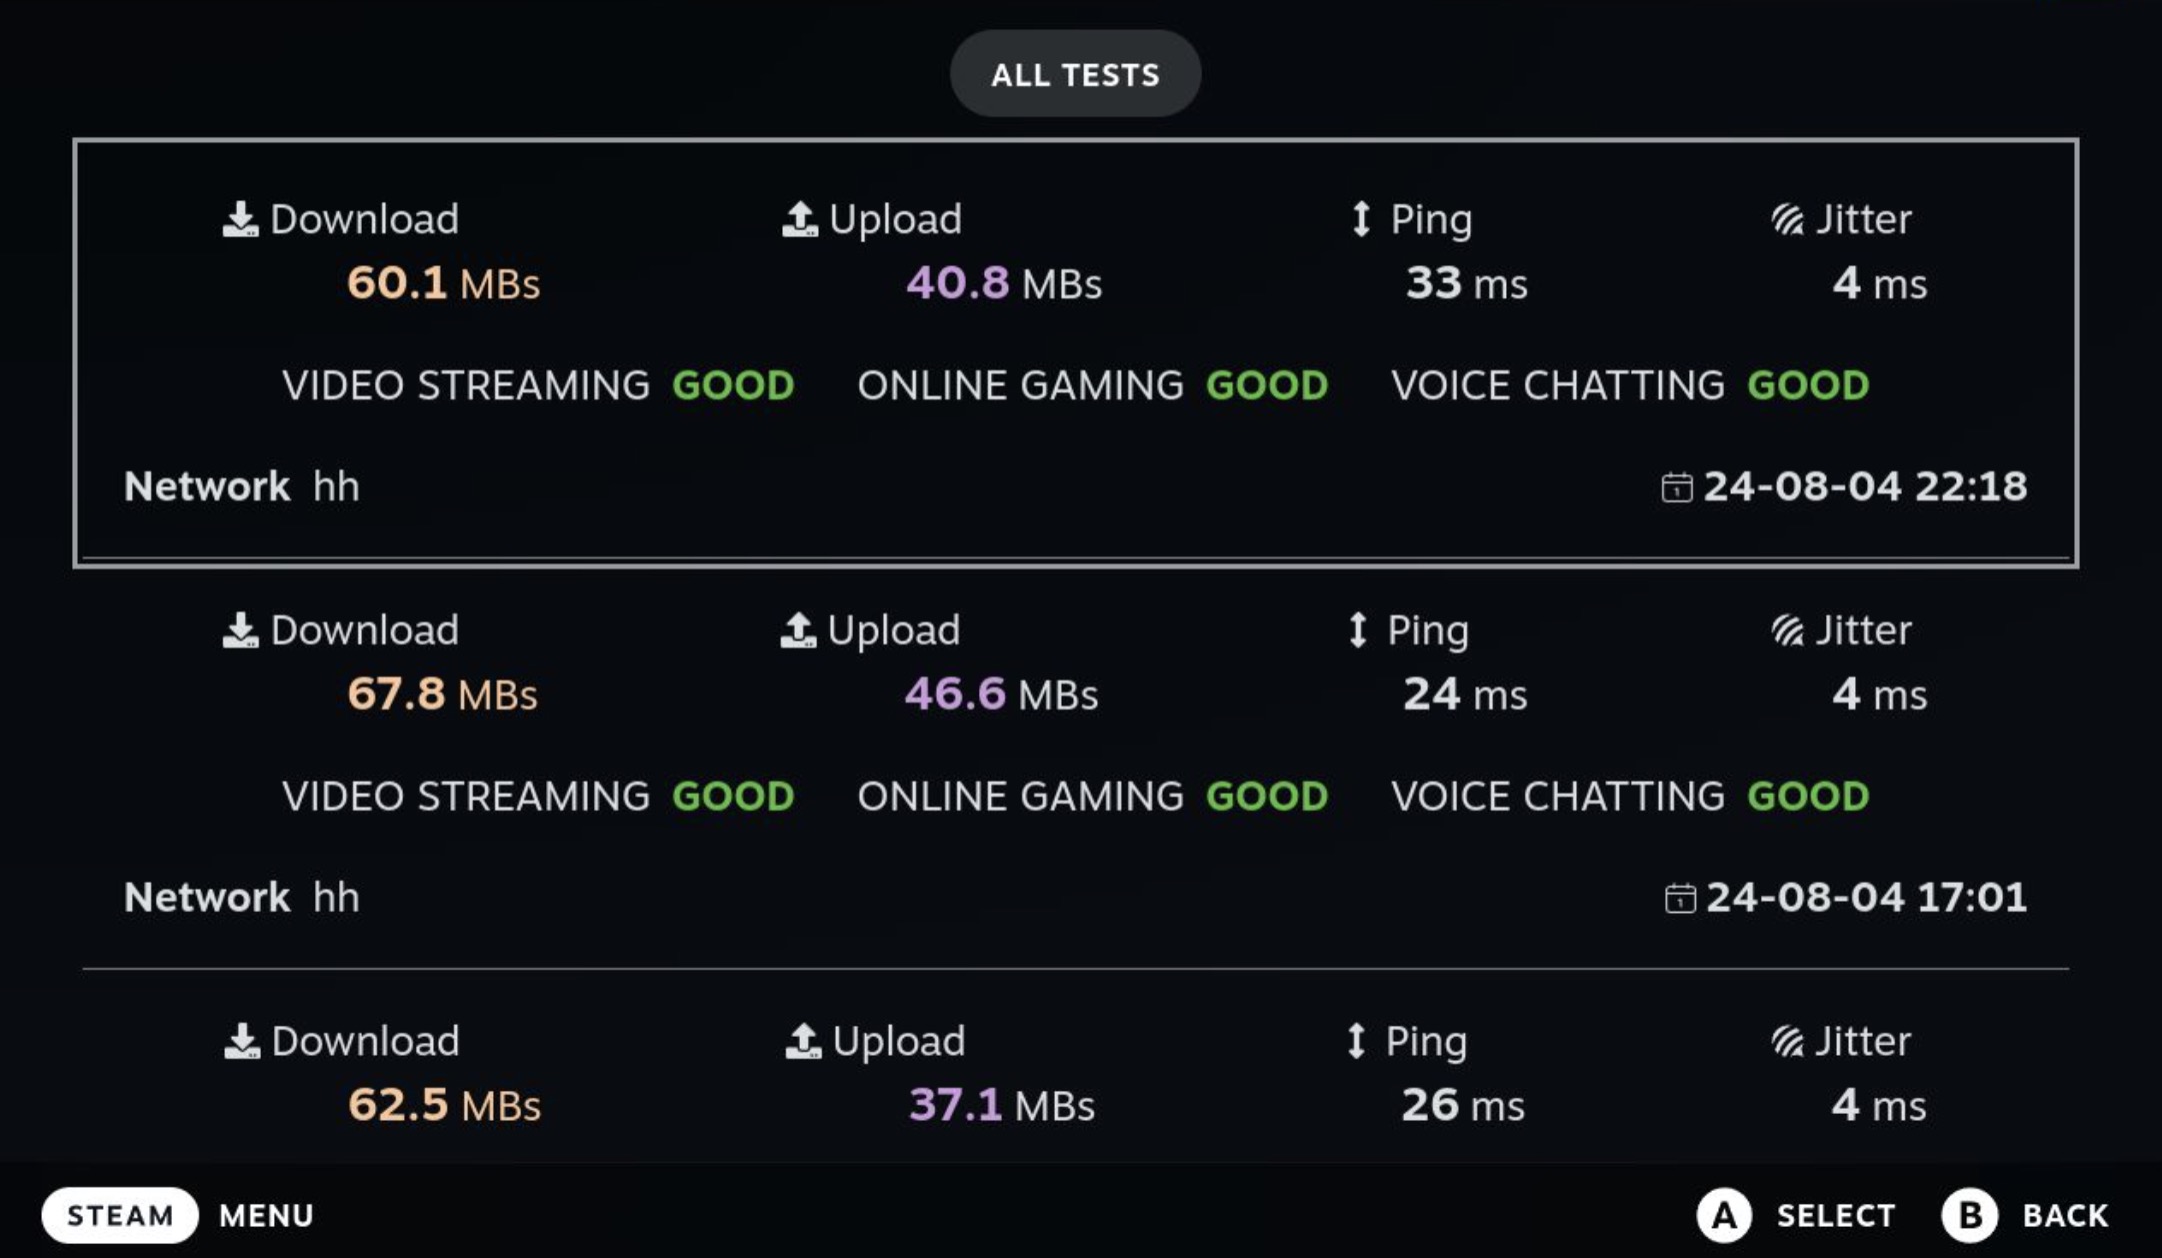 ALL TESTS
Download Upload Ping Jitter
60.1 MBs 40.8 MBs 33 ms 4 ms
VIDEO STREAMING GOOD ONLINE GAMING GOOD VOICE CHATTING GOOD
Network hh 24-08-04 22:18
Download Upload Ping Jitter
67.8 MBs 46.6 MBs 24 ms 4 ms
VIDEO STREAMING GOOD ONLINE GAMING GOOD VOICE CHATTING GOOD
Network hh 24-08-04 17:01
Download Upload Ping Jitter
62.5 MBs 37.1 MBs 26 ms 4 ms
STEAM MENU A SELECT B BACK